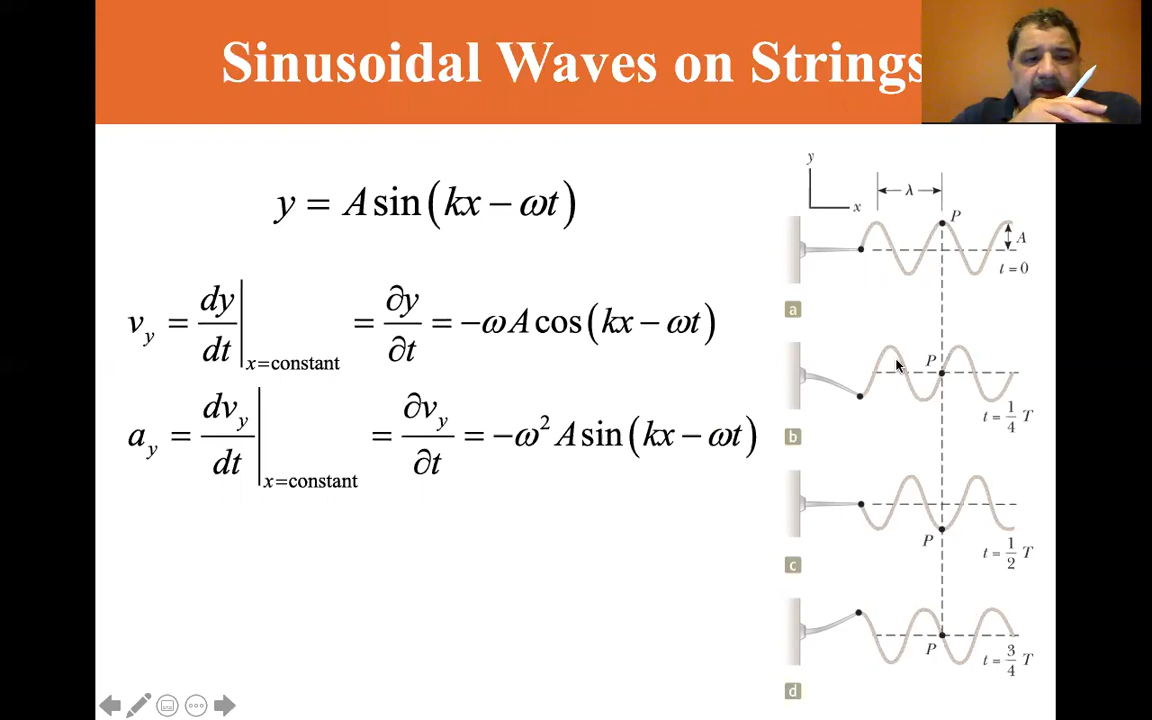 Sinusoidal Waves on Strings
y = A sin(kx − ωt)
v_y = dy/dt |x=constant = ∂y/∂t = −ωA cos(kx − ωt)
a_y = dv_y/dt |x=constant = ∂v_y/∂t = −ω² A sin(kx − ωt)
y
λ
x
P
A
t = 0
a
P
t = 1/4 T
b
P
t = 1/2 T
c
P
t = 3/4 T
d